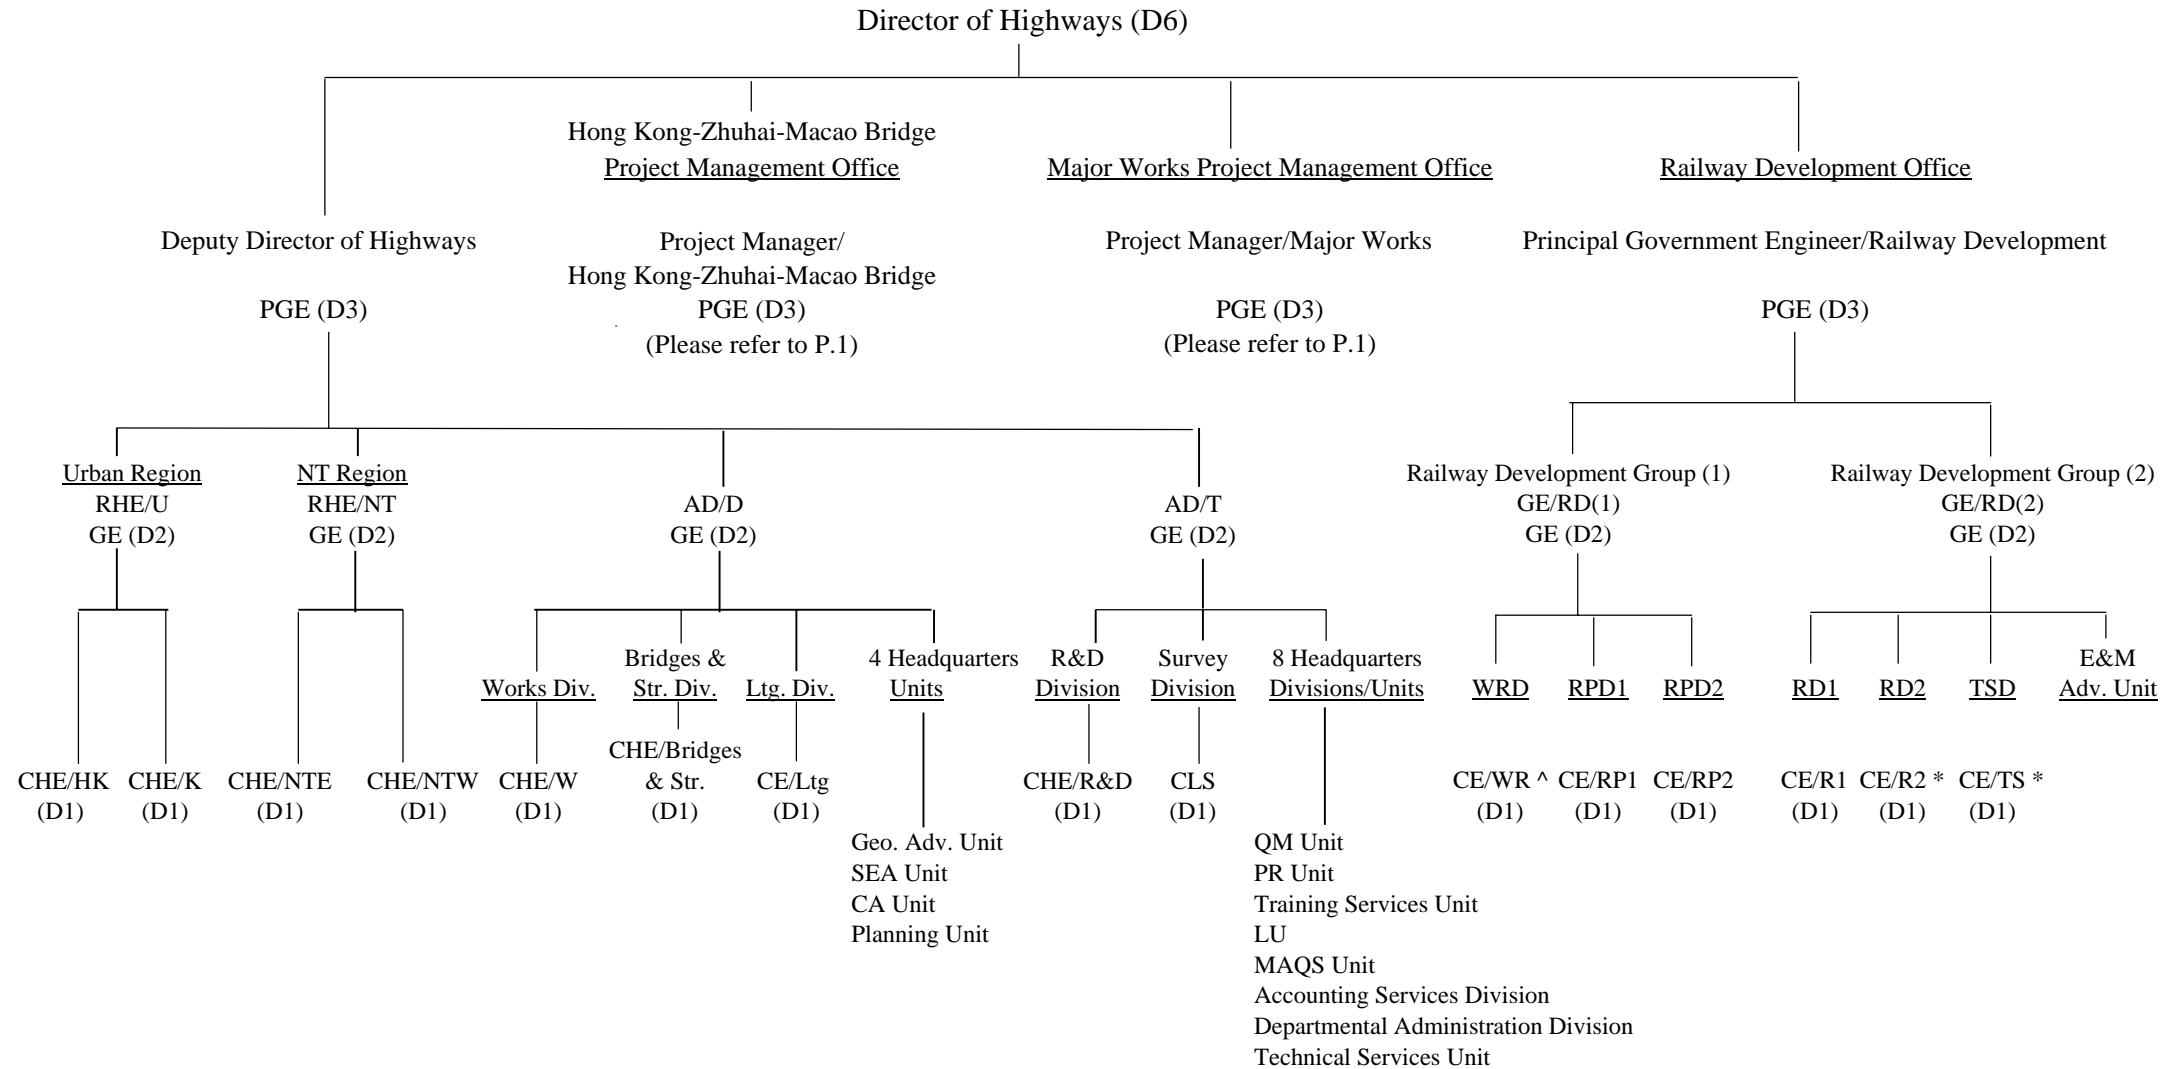 Director of Highways (D6)
Hong Kong-Zhuhai-Macao Bridge
Project Management Office
Major Works Project Management Office
Railway Development Office
Deputy Director of Highways
Project Manager/
Hong Kong-Zhuhai-Macao Bridge
Project Manager/Major Works
Principal Government Engineer/Railway Development
PGE (D3)
PGE (D3)
(Please refer to P.1)
PGE (D3)
(Please refer to P.1)
PGE (D3)
Urban Region
RHE/U
GE (D2)
NT Region
RHE/NT
GE (D2)
AD/D
GE (D2)
AD/T
GE (D2)
Railway Development Group (1)
GE/RD(1)
GE (D2)
Railway Development Group (2)
GE/RD(2)
GE (D2)
Works Div.
Bridges &
Str. Div.
Ltg. Div.
4 Headquarters
Units
R&D
Division
Survey
Division
8 Headquarters
Divisions/Units
WRD
RPD1
RPD2
RD1
RD2
TSD
E&M
Adv. Unit
CHE/HK
(D1)
CHE/K
(D1)
CHE/NTE
(D1)
CHE/NTW
(D1)
CHE/W
(D1)
CHE/Bridges
& Str.
(D1)
CE/Ltg
(D1)
CHE/R&D
(D1)
CLS
(D1)
CE/WR ^
(D1)
CE/RP1
(D1)
CE/RP2
(D1)
CE/R1
(D1)
CE/R2 *
(D1)
CE/TS *
(D1)
Geo. Adv. Unit
SEA Unit
CA Unit
Planning Unit
QM Unit
PR Unit
Training Services Unit
LU
MAQS Unit
Accounting Services Division
Departmental Administration Division
Technical Services Unit